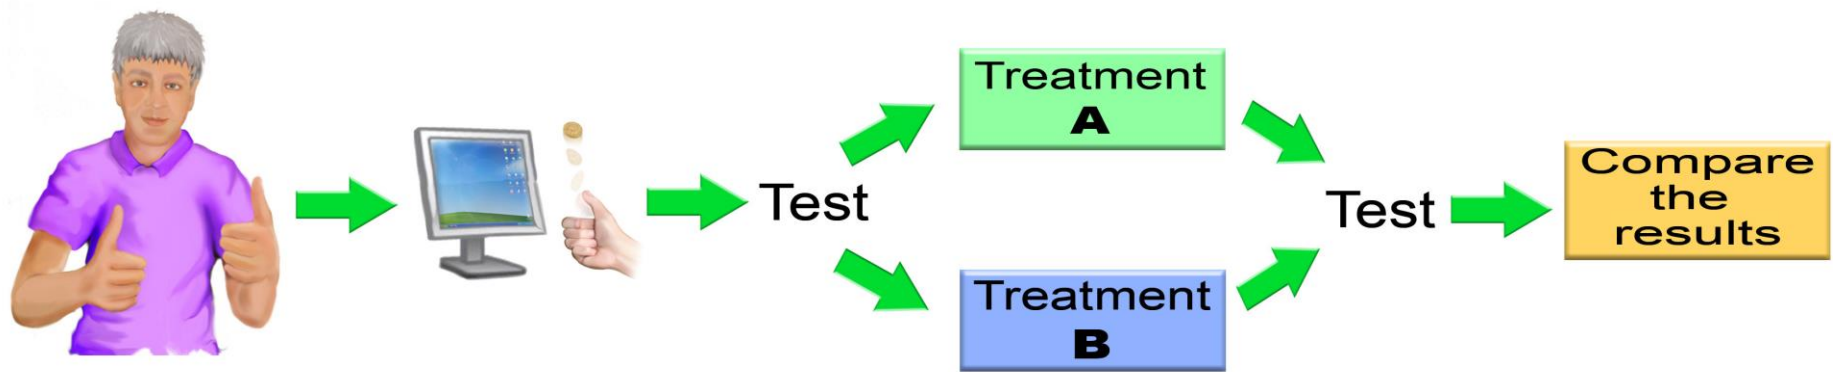 Test
Treatment
A
Treatment
B
Test
Compare
the
results